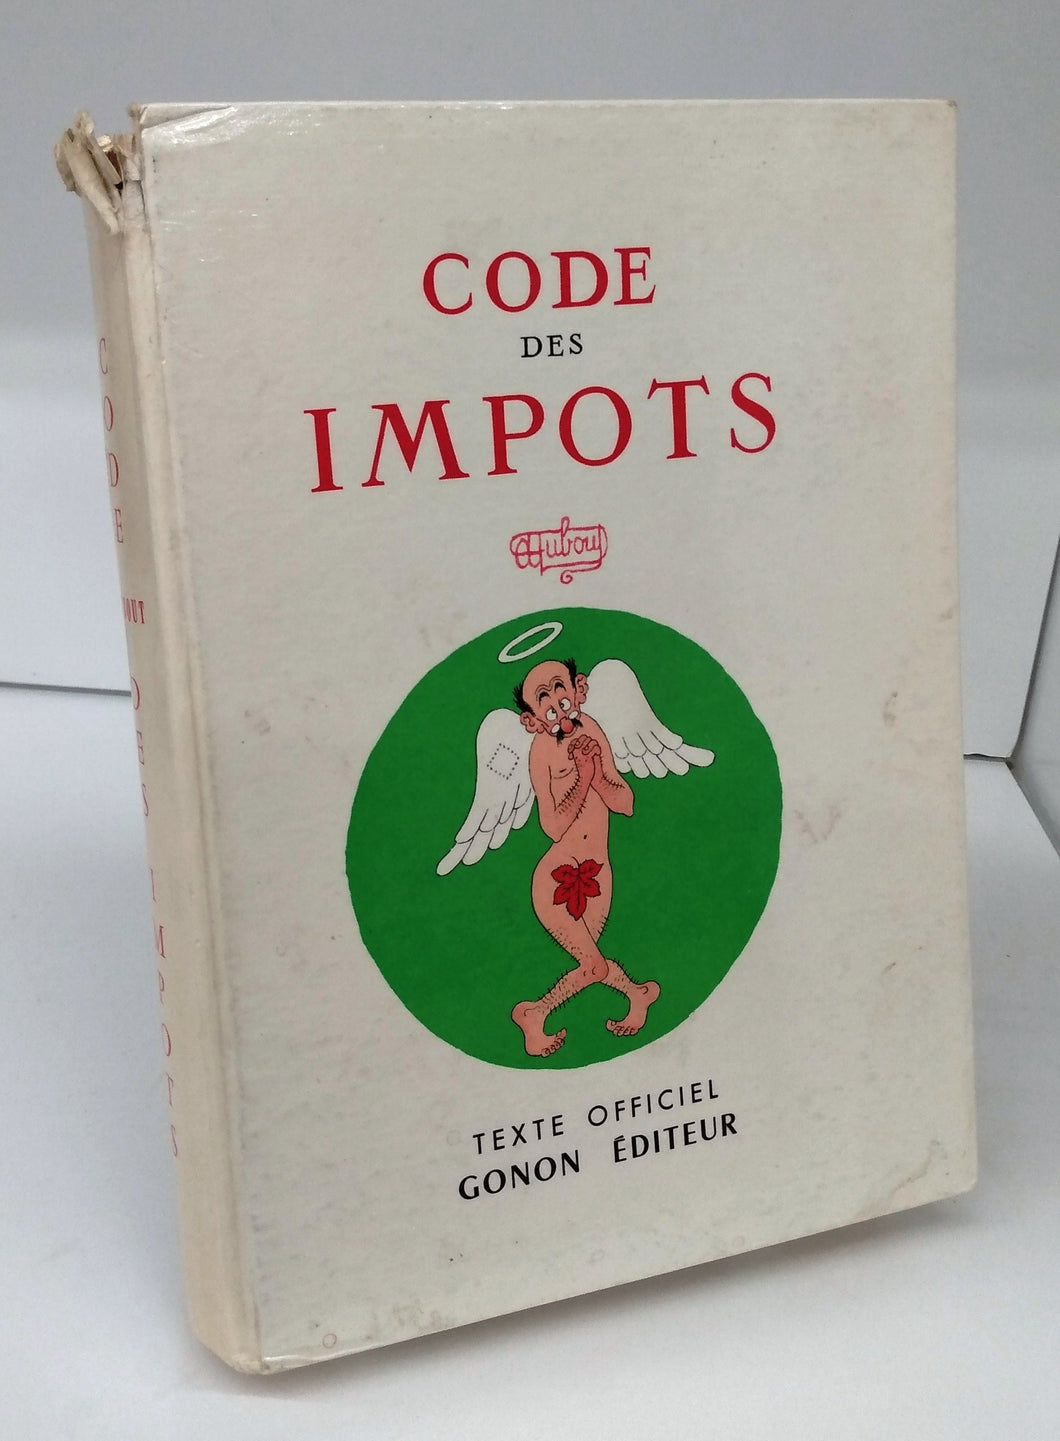 CODE
DES
IMPOTS
Dubout
TEXTE OFFICIEL
GONON ÉDITEUR
CODE
DES IMPOTS